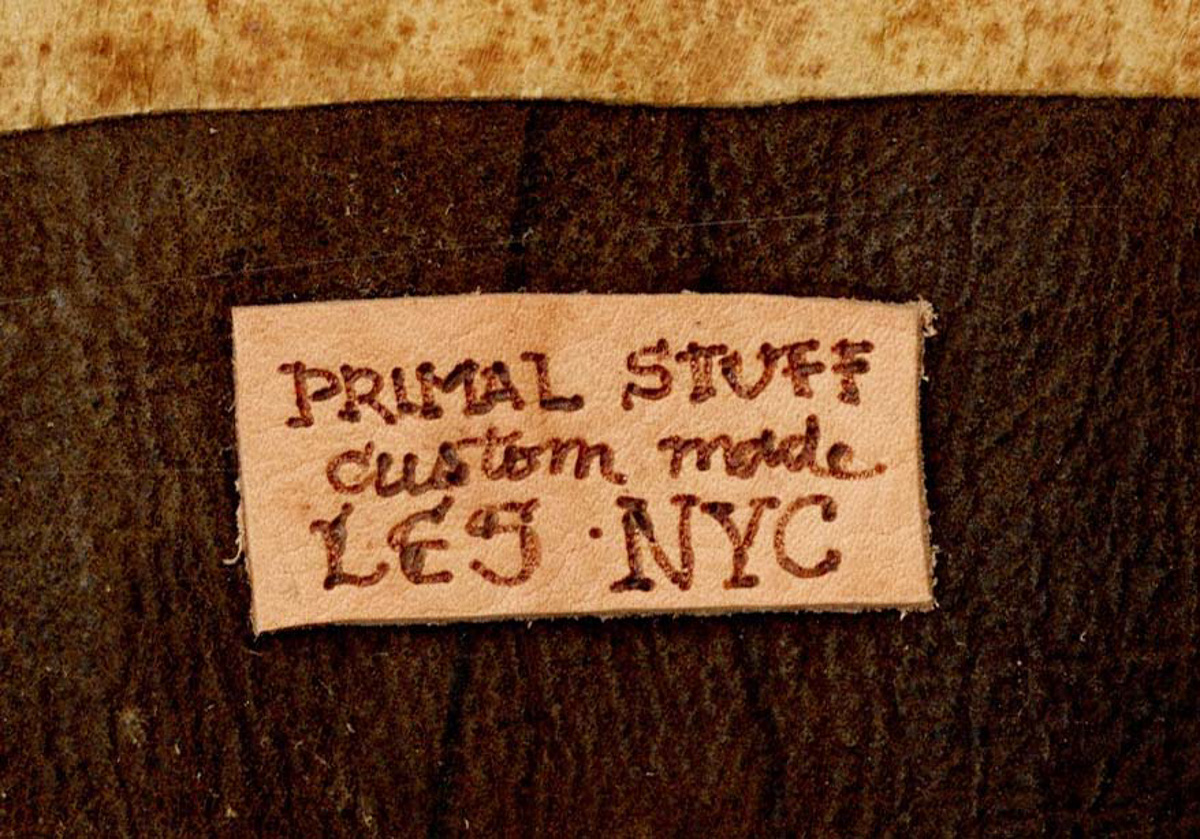 PRIMAL STUFF
custom made
LES · NYC